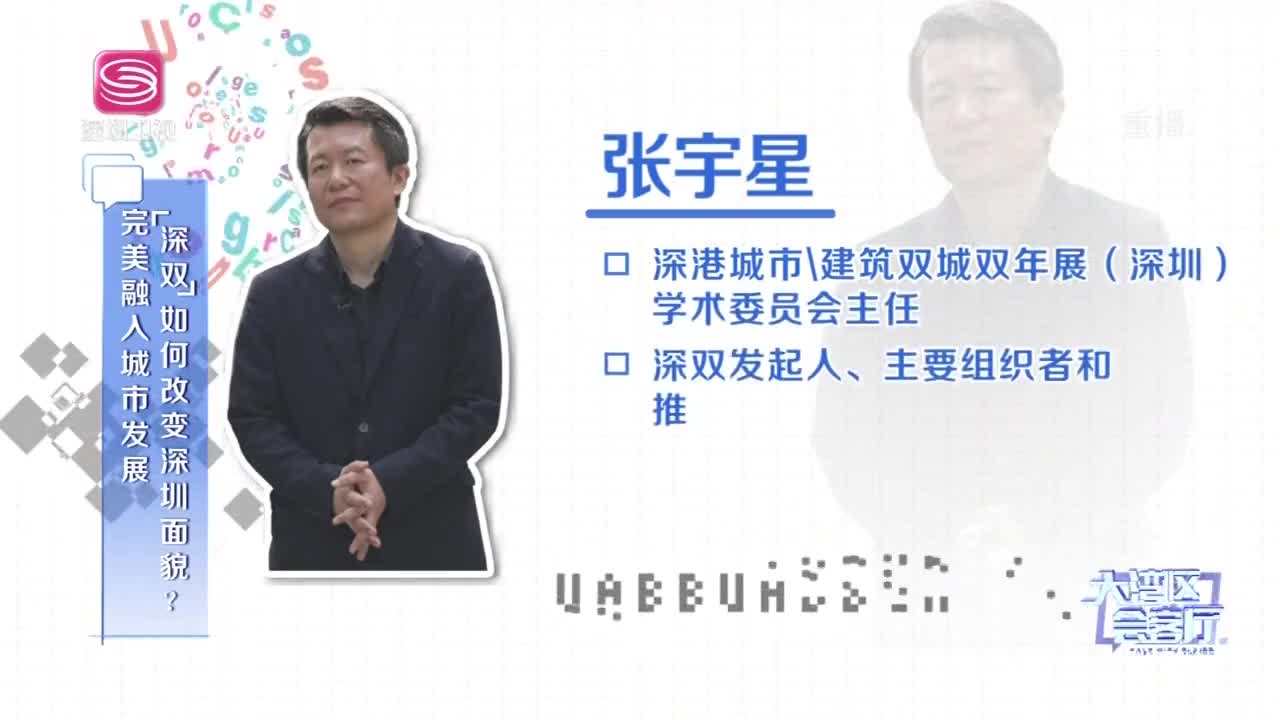 深圳卫视
重播
「深双」如何改变深圳面貌？
完美融入城市发展
张宇星
深港城市\建筑双城双年展（深圳）
学术委员会主任
深双发起人、主要组织者和
推
UABBUA
大湾区
会客厅